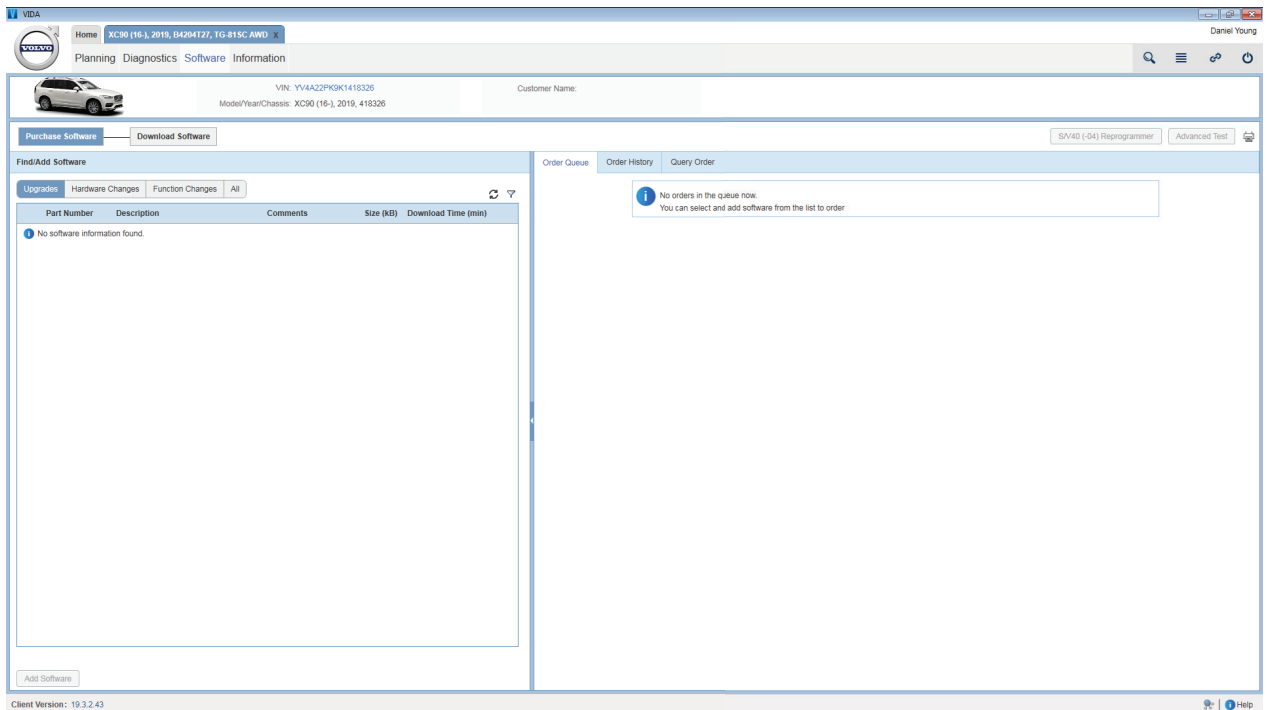 VIDA
Home XC90 (16-), 2019, B4204T27, TG-81SC AWD X
Daniel Young
VOLVO
Planning Diagnostics Software Information
VIN: YV4A22PK9K1418326
Customer Name:
Model/Year/Chassis: XC90 (16-), 2019, 418326
Purchase Software Download Software
S/V40 (-04) Reprogrammer Advanced Test
Find/Add Software
Order Queue Order History Query Order
Upgrades Hardware Changes Function Changes All
No orders in the queue now.
You can select and add software from the list to order
Part Number Description Comments Size (kB) Download Time (min)
No software information found.
Add Software
Client Version: 19.3.2.43
Help